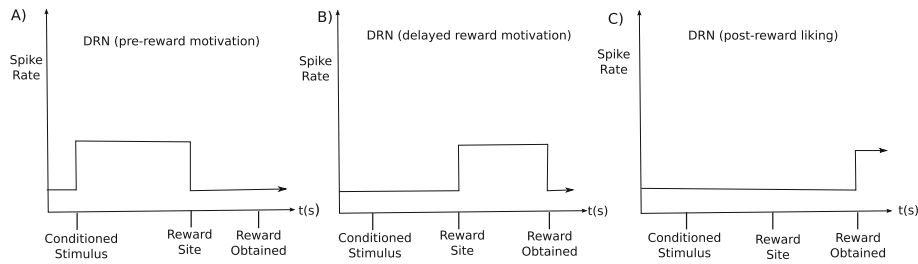 A)
DRN (pre-reward motivation)
Spike
Rate
t(s)
Conditioned
Stimulus
Reward
Site
Reward
Obtained
B)
DRN (delayed reward motivation)
Spike
Rate
t(s)
Conditioned
Stimulus
Reward
Site
Reward
Obtained
C)
DRN (post-reward liking)
Spike
Rate
t(s)
Conditioned
Stimulus
Reward
Site
Reward
Obtained